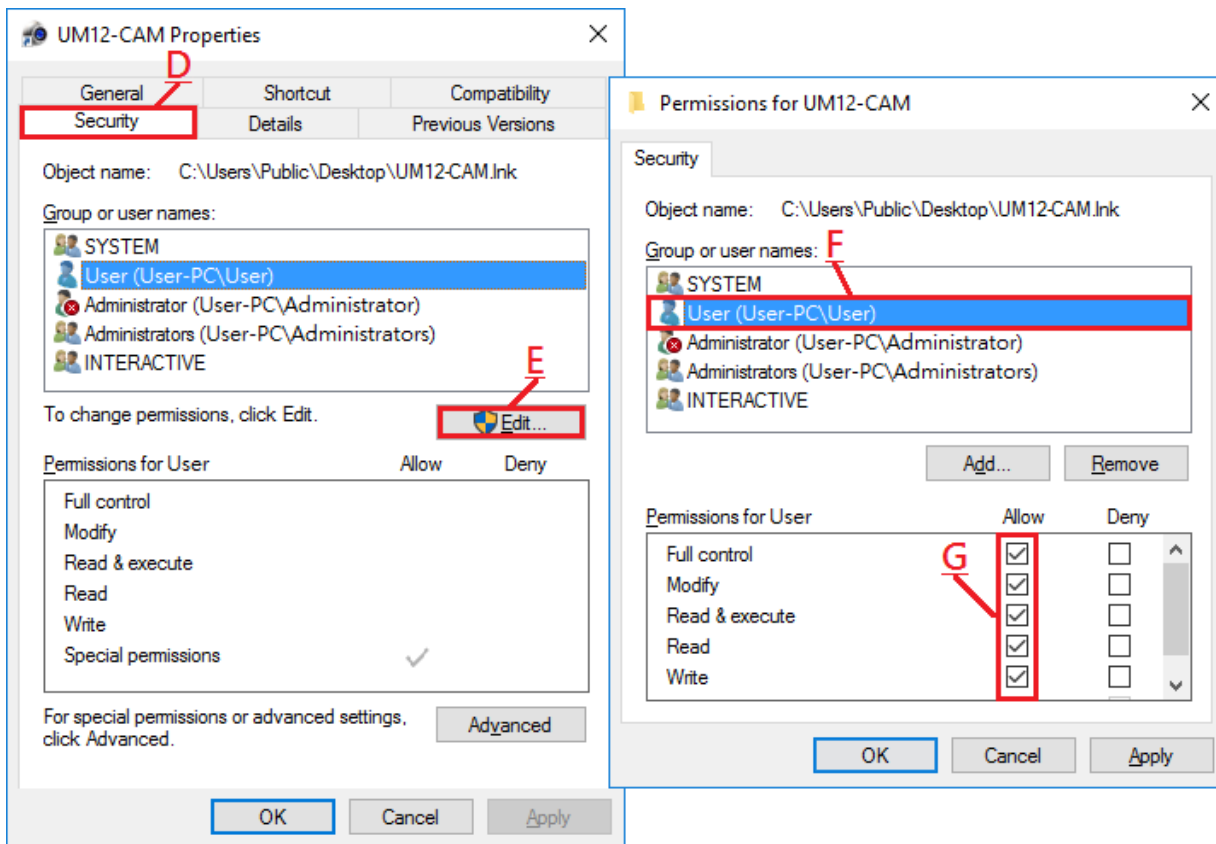 UM12-CAM Properties
D
General Shortcut Compatibility
Security Details Previous Versions
Object name: C:\Users\Public\Desktop\UM12-CAM.lnk
Group or user names:
SYSTEM
User (User-PC\User)
Administrator (User-PC\Administrator)
Administrators (User-PC\Administrators)
INTERACTIVE
E
To change permissions, click Edit.
Edit...
Permissions for User Allow Deny
Full control
Modify
Read & execute
Read
Write
Special permissions
For special permissions or advanced settings,
click Advanced.
Advanced
OK Cancel Apply
Permissions for UM12-CAM
Security
Object name: C:\Users\Public\Desktop\UM12-CAM.lnk
Group or user names:
F
SYSTEM
User (User-PC\User)
Administrator (User-PC\Administrator)
Administrators (User-PC\Administrators)
INTERACTIVE
Add... Remove
Permissions for User Allow Deny
Full control
G
Modify
Read & execute
Read
Write
OK Cancel Apply